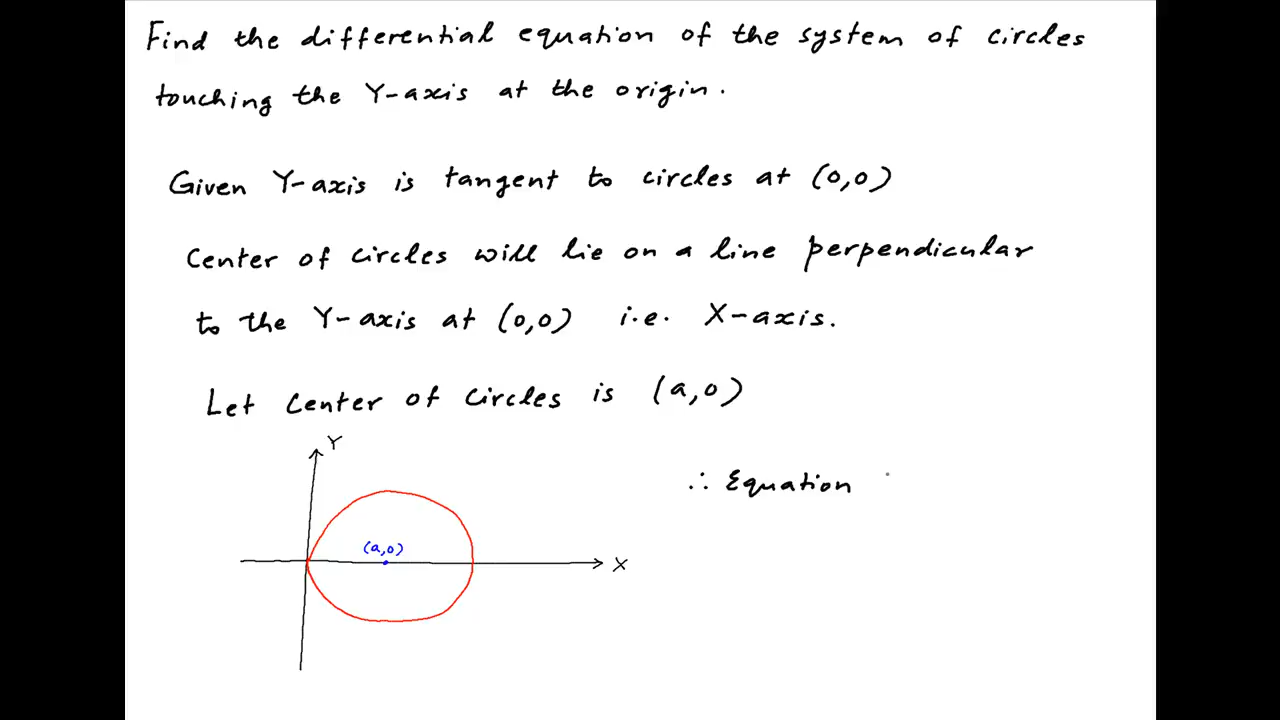 Find the differential equation of the system of circles
touching the Y-axis at the origin.
Given Y-axis is tangent to circles at (0,0)
Center of circles will lie on a line perpendicular
to the Y-axis at (0,0) i.e. X-axis.
Let center of circles is (a,0)
Y
∴ Equation
(a,0)
X